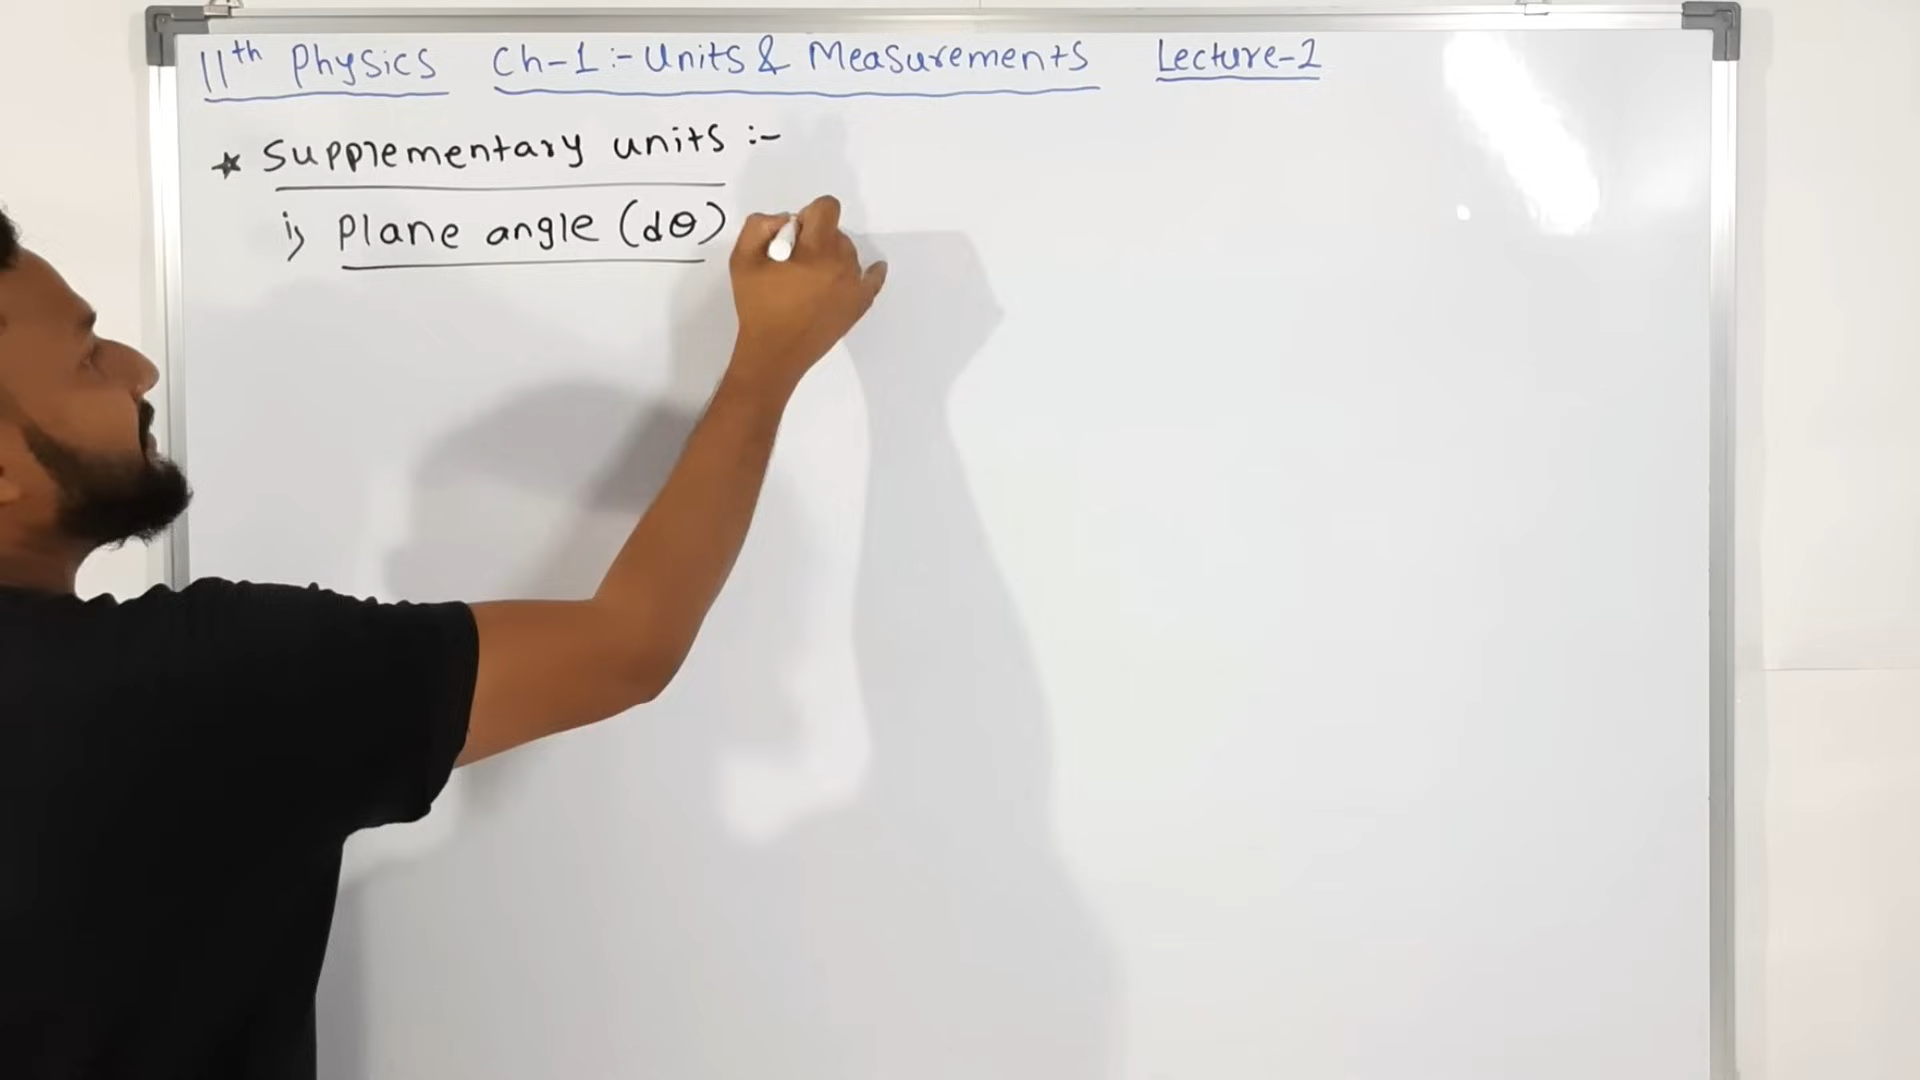 11th Physics Ch-1:- Units & Measurements Lecture-2
* Supplementary units :-
i) Plane angle (dθ)